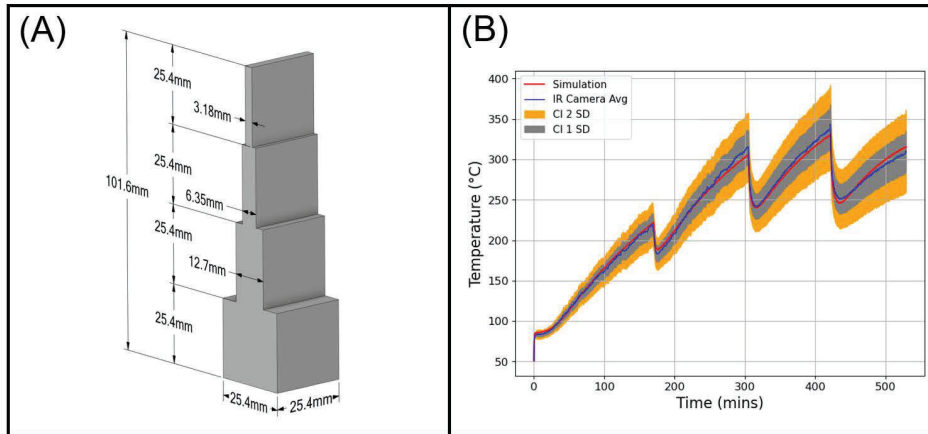 (A)
25.4mm
3.18mm
25.4mm
101.6mm
6.35mm
25.4mm
12.7mm
25.4mm
25.4mm
25.4mm
(B)
Simulation
IR Camera Avg
CI 2 SD
CI 1 SD
Temperature (°C)
400
350
300
250
200
150
100
50
0 100 200 300 400 500
Time (mins)